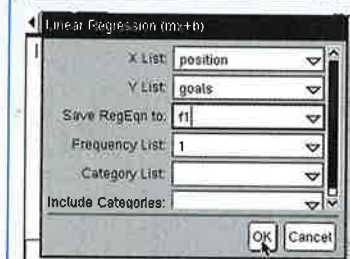 Linear Regression (mx+b)
X List: position
Y List: goals
Save RegEqn to: f1
Frequency List: 1
Category List:
Include Categories:
OK Cancel